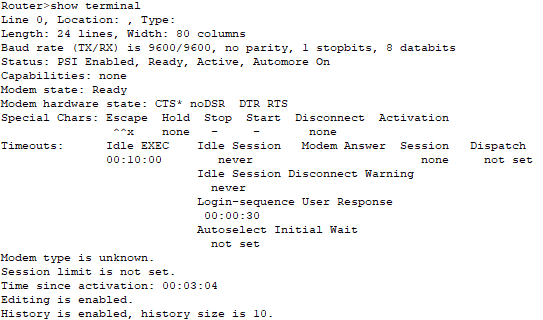 Router>show terminal
Line 0, Location: , Type:
Length: 24 lines, Width: 80 columns
Baud rate (TX/RX) is 9600/9600, no parity, 1 stopbits, 8 databits
Status: PSI Enabled, Ready, Active, Automore On
Capabilities: none
Modem state: Ready
Modem hardware state: CTS* noDSR  DTR RTS
Special Chars: Escape  Hold  Stop  Start  Disconnect  Activation
                ^^x    none   -     -       none
Timeouts:      Idle EXEC    Idle Session   Modem Answer  Session   Dispatch
               00:10:00        never                        none     not set
                            Idle Session Disconnect Warning
                              never
                            Login-sequence User Response
                             00:00:30
                            Autoselect Initial Wait
                              not set
Modem type is unknown.
Session limit is not set.
Time since activation: 00:03:04
Editing is enabled.
History is enabled, history size is 10.